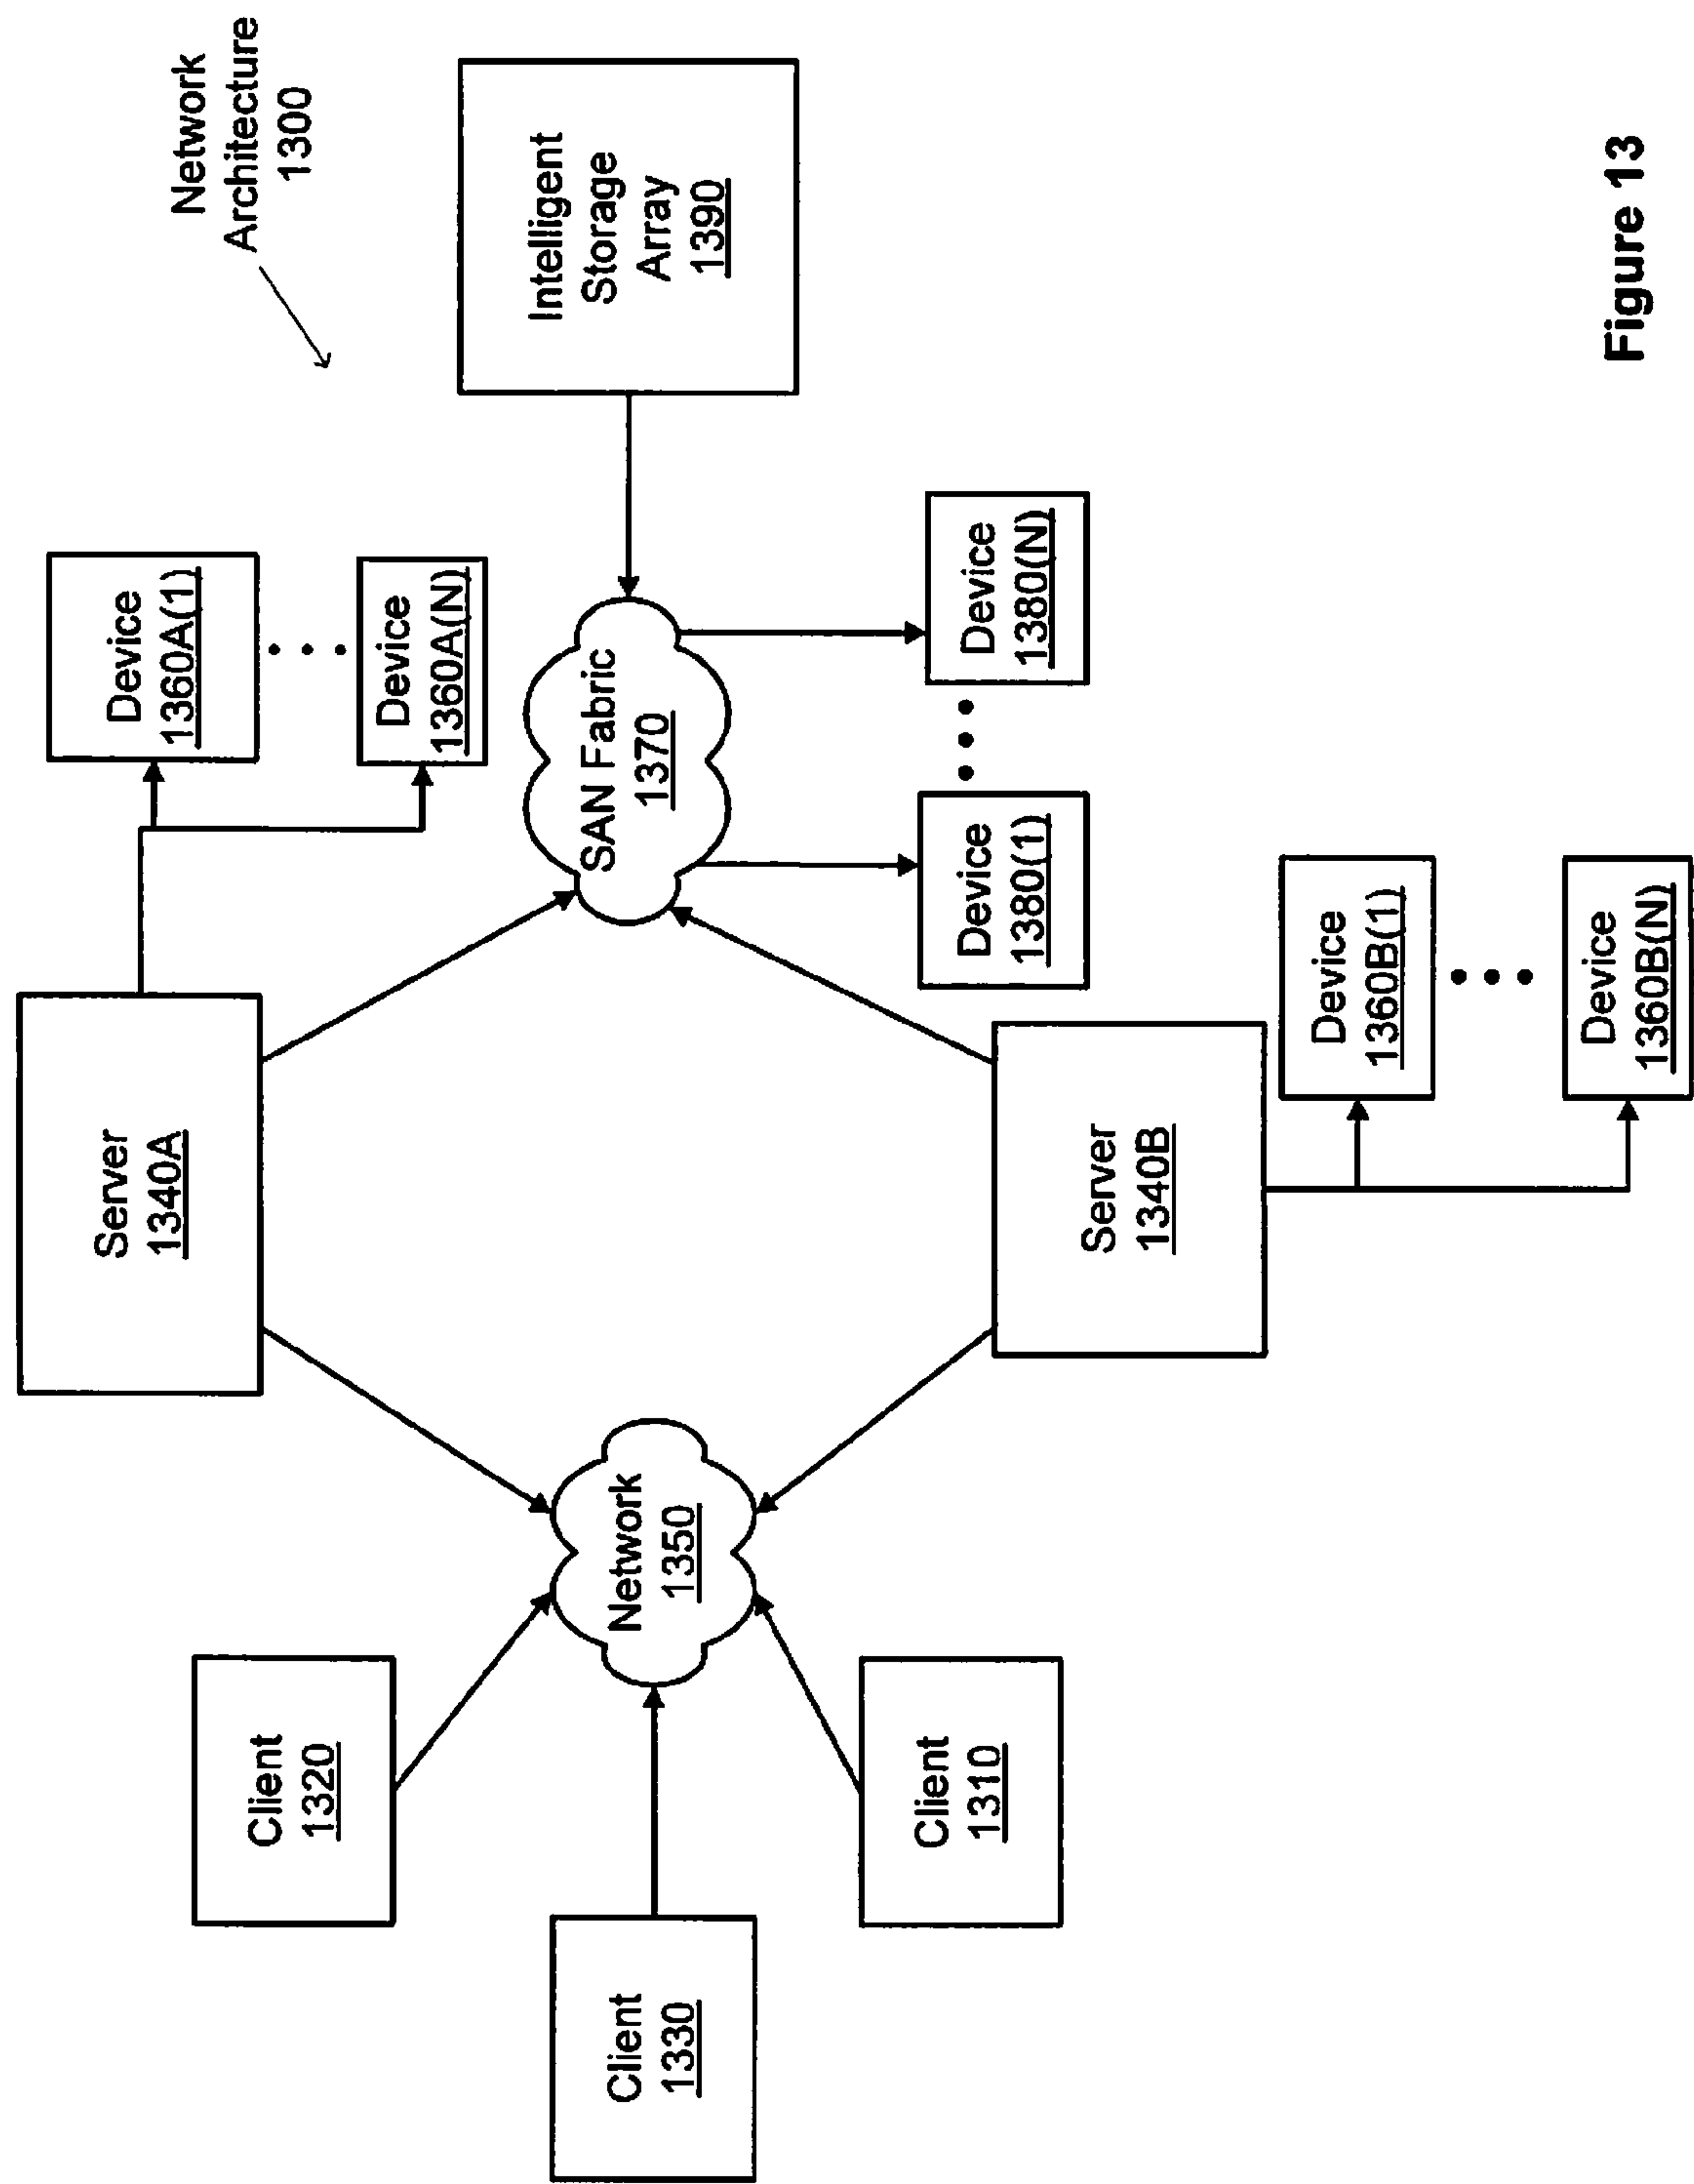 Network
Architecture
1300
Device
1360A(1)
Server
1340A
Device
1360A(N)
Client
1320
Intelligent
Storage
Array
1390
SAN Fabric
1370
Network
1350
Client
1330
Device
1380(1)
Device
1380(N)
Client
1310
Server
1340B
Device
1360B(1)
Device
1360B(N)
Figure 13